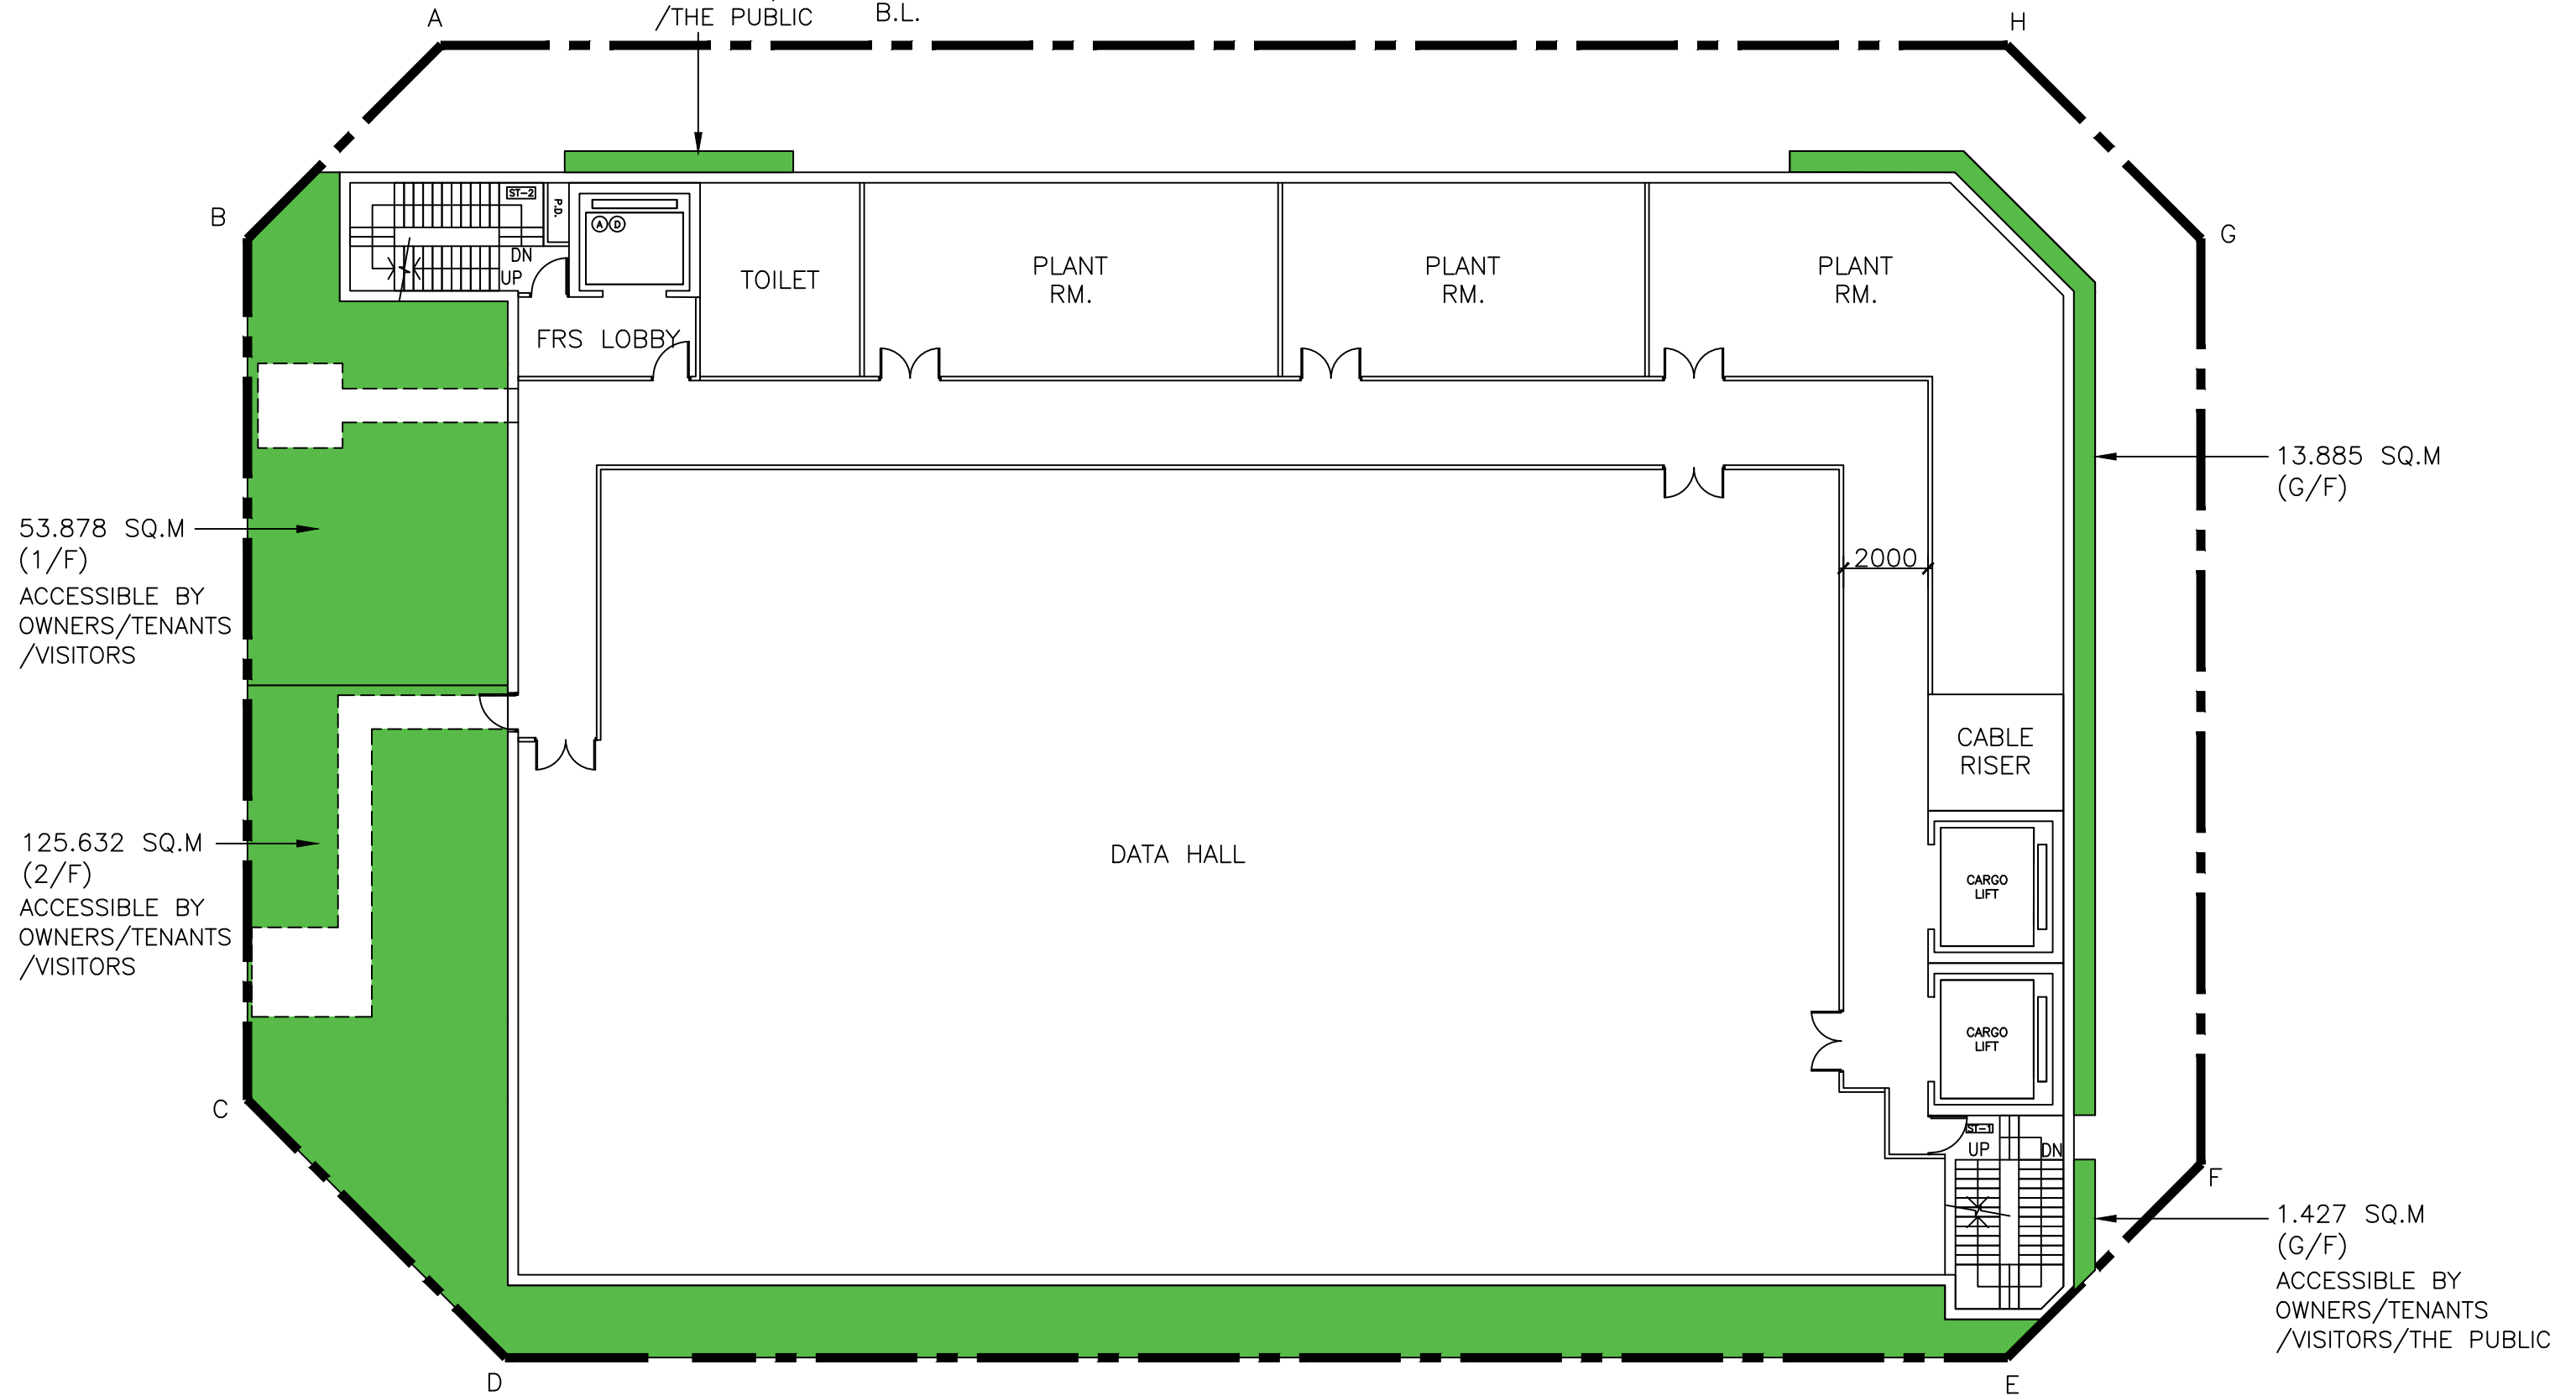 /THE PUBLIC
B.L.
A
H
B
G
ST-2
P.D.
A D
DN
UP
TOILET
PLANT
RM.
PLANT
RM.
PLANT
RM.
FRS LOBBY
13.885 SQ.M
(G/F)
53.878 SQ.M
(1/F)
ACCESSIBLE BY
OWNERS/TENANTS
/VISITORS
2000
CABLE
RISER
125.632 SQ.M
(2/F)
ACCESSIBLE BY
OWNERS/TENANTS
/VISITORS
DATA HALL
CARGO
LIFT
CARGO
LIFT
C
ST-1
UP
DN
F
1.427 SQ.M
(G/F)
ACCESSIBLE BY
OWNERS/TENANTS
/VISITORS/THE PUBLIC
D
E